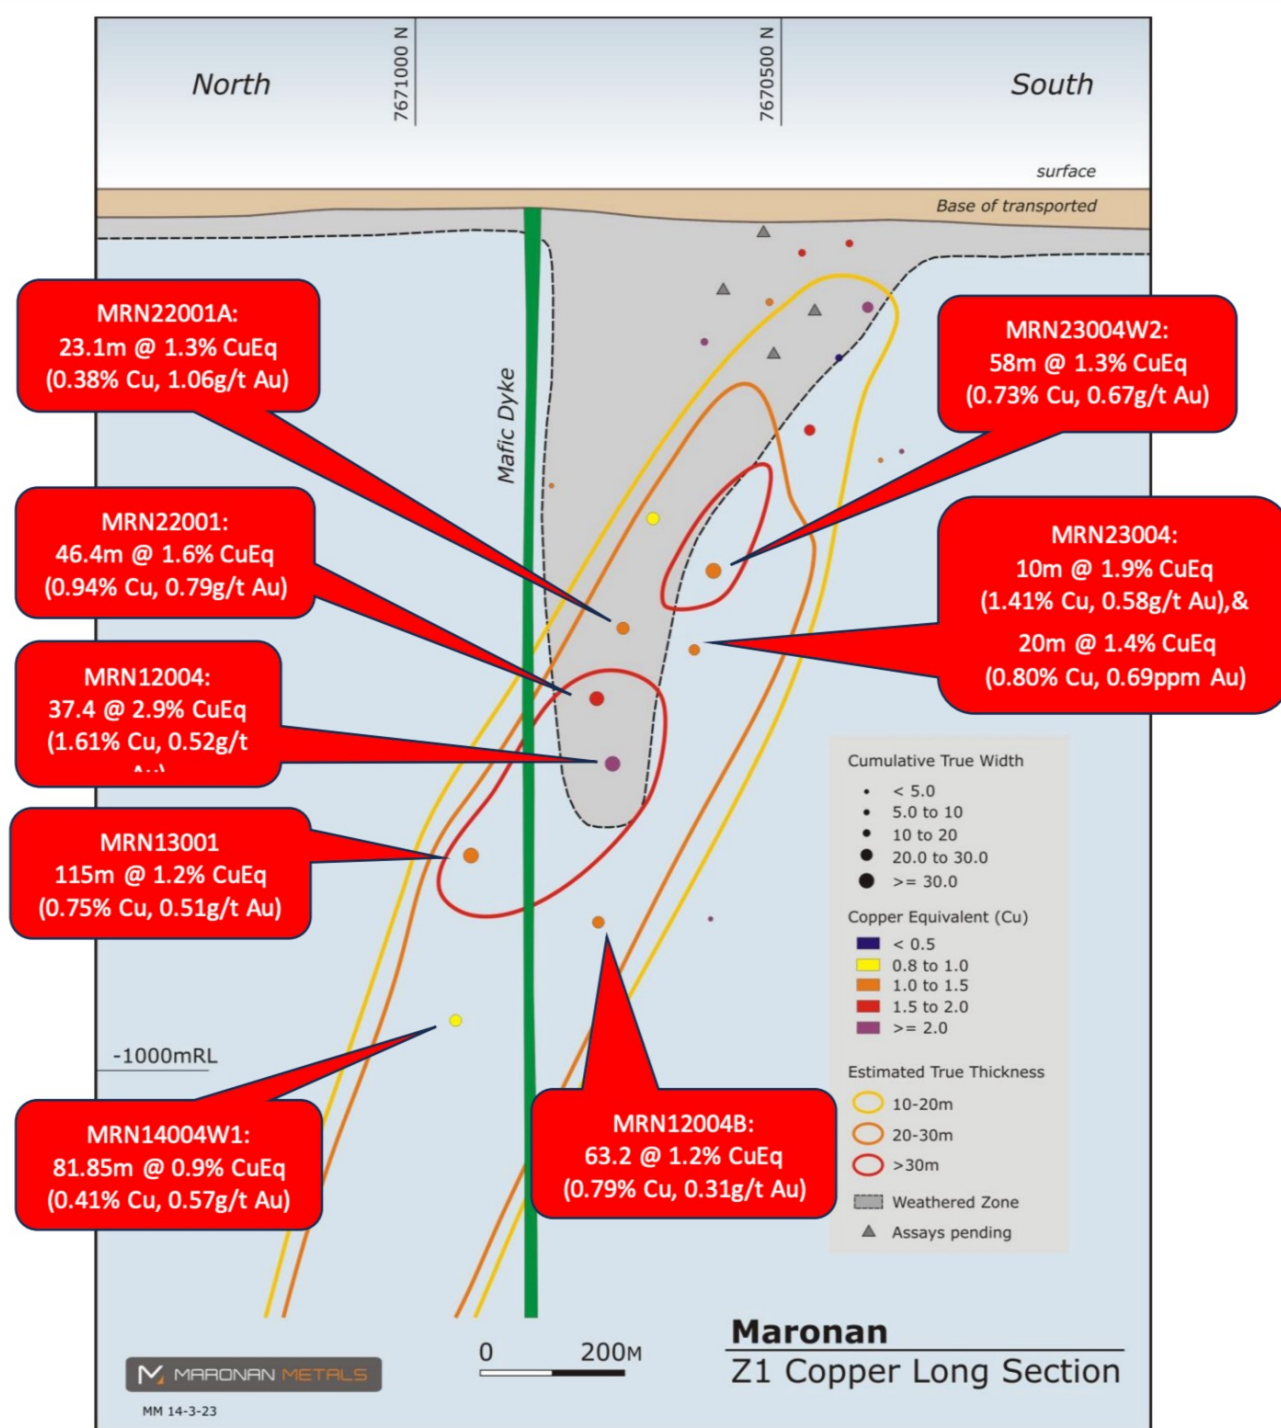 North
7671000 N
7670500 N
South
surface
Base of transported
MRN22001A:
23.1m @ 1.3% CuEq
(0.38% Cu, 1.06g/t Au)
Mafic Dyke
MRN23004W2:
58m @ 1.3% CuEq
(0.73% Cu, 0.67g/t Au)
MRN22001:
46.4m @ 1.6% CuEq
(0.94% Cu, 0.79g/t Au)
MRN23004:
10m @ 1.9% CuEq
(1.41% Cu, 0.58g/t Au),&
20m @ 1.4% CuEq
(0.80% Cu, 0.69ppm Au)
MRN12004:
37.4 @ 2.9% CuEq
(1.61% Cu, 0.52g/t
Au)
MRN13001
115m @ 1.2% CuEq
(0.75% Cu, 0.51g/t Au)
Cumulative True Width
< 5.0
5.0 to 10
10 to 20
20.0 to 30.0
>= 30.0
Copper Equivalent (Cu)
< 0.5
0.8 to 1.0
1.0 to 1.5
1.5 to 2.0
>= 2.0
Estimated True Thickness
10-20m
20-30m
>30m
Weathered Zone
Assays pending
-1000mRL
MRN14004W1:
81.85m @ 0.9% CuEq
(0.41% Cu, 0.57g/t Au)
MRN12004B:
63.2 @ 1.2% CuEq
(0.79% Cu, 0.31g/t Au)
MARONAN METALS
MM 14-3-23
0 200M
Maronan
Z1 Copper Long Section